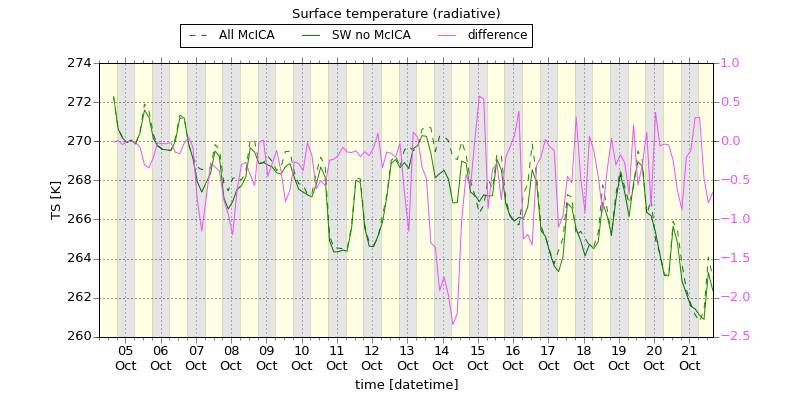 Surface temperature (radiative)
All McICA SW no McICA difference
274 1.0
272 0.5
270 0.0
268 −0.5
266 −1.0
264 −1.5
262 −2.0
260 −2.5
TS [K]
05 06 07 08 09 10 11 12 13 14 15 16 17 18 19 20 21
Oct Oct Oct Oct Oct Oct Oct Oct Oct Oct Oct Oct Oct Oct Oct Oct Oct
time [datetime]